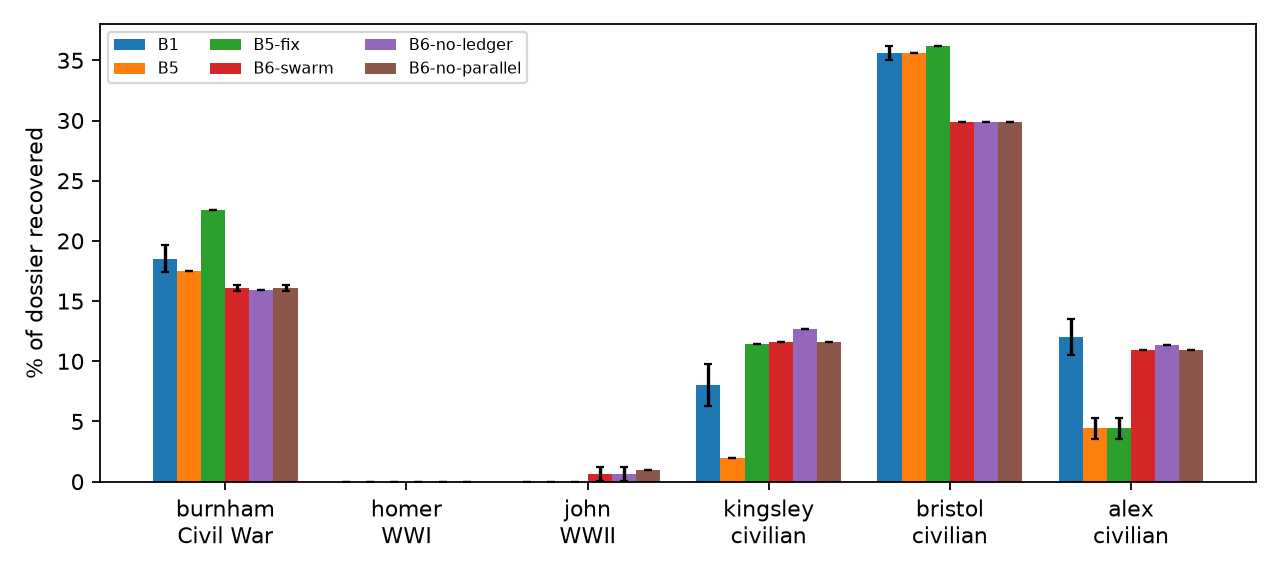 B1
B5
B5-fix
B6-swarm
B6-no-ledger
B6-no-parallel
% of dossier recovered
35
30
25
20
15
10
5
0
burnham
Civil War
homer
WWI
john
WWII
kingsley
civilian
bristol
civilian
alex
civilian